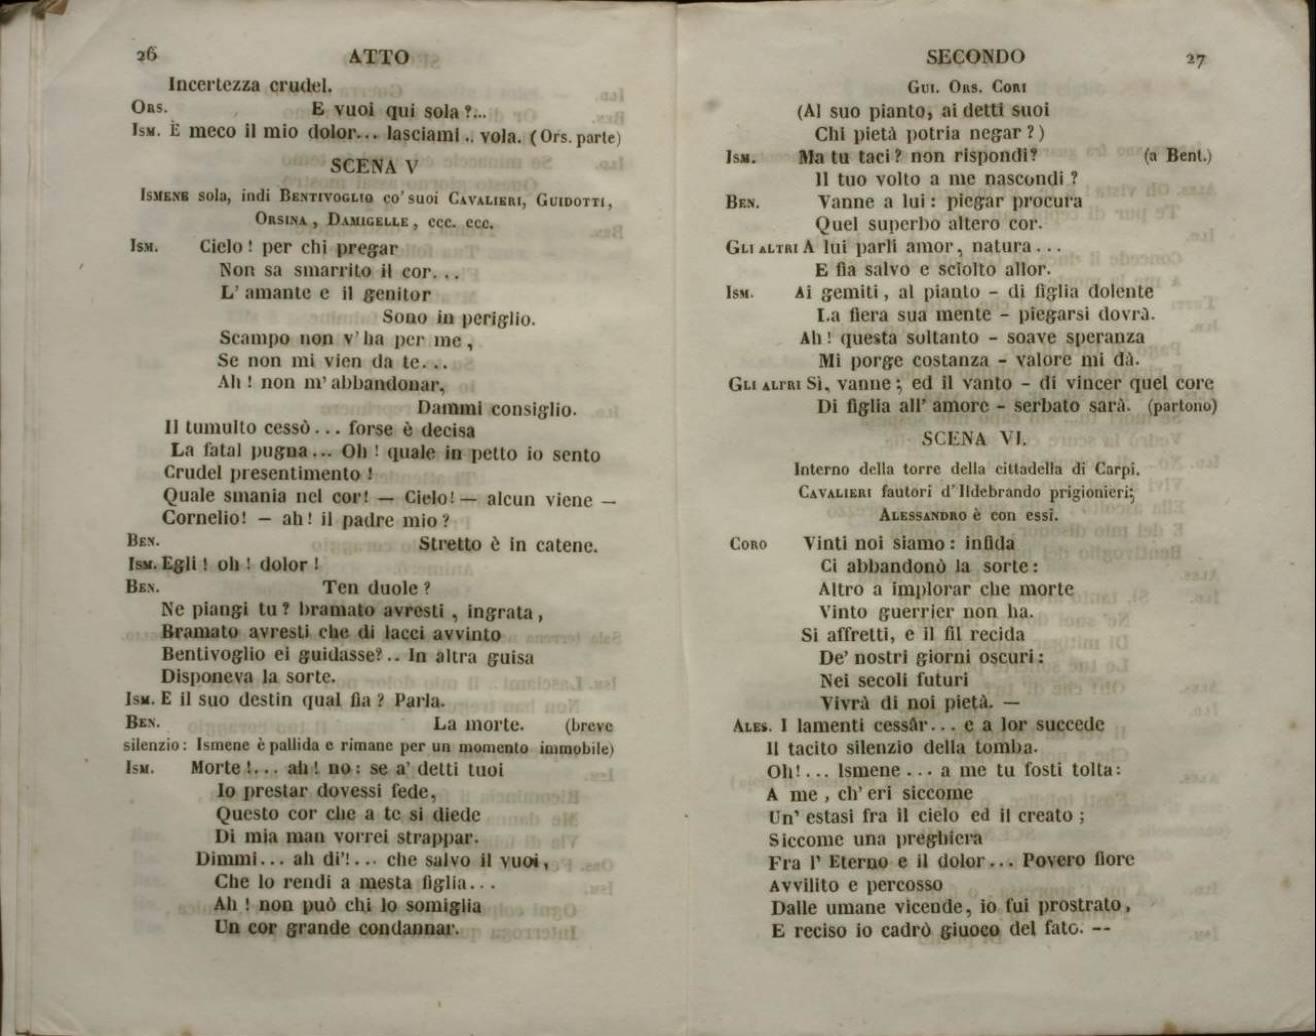 26 ATTO
Incertezza crudel.
Ors. E vuoi qui sola?...
Ism. È meco il mio dolor... lasciami.. vola. (Ors. parte)
SCENA V
Ismene sola, indi Bentivoglio co' suoi Cavalieri, Guidotti,
Orsina, Damigelle, ecc. ecc.
Ism. Cielo! per chi pregar
Non sa smarrito il cor...
L' amante e il genitor
Sono in periglio.
Scampo non v' ha per me,
Se non mi vien da te...
Ah! non m' abbandonar,
Dammi consiglio.
Il tumulto cessò... forse è decisa
La fatal pugna... Oh! quale in petto io sento
Crudel presentimento!
Quale smania nel cor! — Cielo! — alcun viene —
Cornelio! — ah! il padre mio?
Ben. Stretto è in catene.
Ism. Egli! oh! dolor!
Ben. Ten duole?
Ne piangi tu? bramato avresti, ingrata,
Bramato avresti che di lacci avvinto
Bentivoglio ei guidasse?.. In altra guisa
Disponeva la sorte.
Ism. E il suo destin qual fia? Parla.
Ben. La morte. (breve
silenzio: Ismene è pallida e rimane per un momento immobile)
Ism. Morte!... ah! no: se a' detti tuoi
Io prestar dovessi fede,
Questo cor che a te si diede
Di mia man vorrei strappar.
Dimmi... ah di'!... che salvo il vuoi,
Che lo rendi a mesta figlia...
Ah! non può chi lo somiglia
Un cor grande condannar.
SECONDO 27
Gui. Ors. Cori
(Al suo pianto, ai detti suoi
Chi pietà potria negar?)
Ism. Ma tu taci? non rispondi? (a Bent.)
Il tuo volto a me nascondi?
Ben. Vanne a lui: piegar procura
Quel superbo altero cor.
Gli altri A lui parli amor, natura...
E fia salvo e sciolto allor.
Ism. Ai gemiti, al pianto - di figlia dolente
La fiera sua mente - piegarsi dovrà.
Ah! questa soltanto - soave speranza
Mi porge costanza - valore mi dà.
Gli altri Sì, vanne; ed il vanto - di vincer quel core
Di figlia all' amore - serbato sarà. (partono)
SCENA VI.
Interno della torre della cittadella di Carpi.
Cavalieri fautori d' Ildebrando prigionieri;
Alessandro è con essi.
Coro Vinti noi siamo: infida
Ci abbandonò la sorte:
Altro a implorar che morte
Vinto guerrier non ha.
Si affretti, e il fil recida
De' nostri giorni oscuri:
Nei secoli futuri
Vivrà di noi pietà. —
Ales. I lamenti cessâr... e a lor succede
Il tacito silenzio della tomba.
Oh!... Ismene... a me tu fosti tolta:
A me, ch' eri siccome
Un' estasi fra il cielo ed il creato;
Siccome una preghiera
Fra l' Eterno e il dolor... Povero fiore
Avvilito e percosso
Dalle umane vicende, io fui prostrato,
E reciso io cadrò giuoco del fato. --